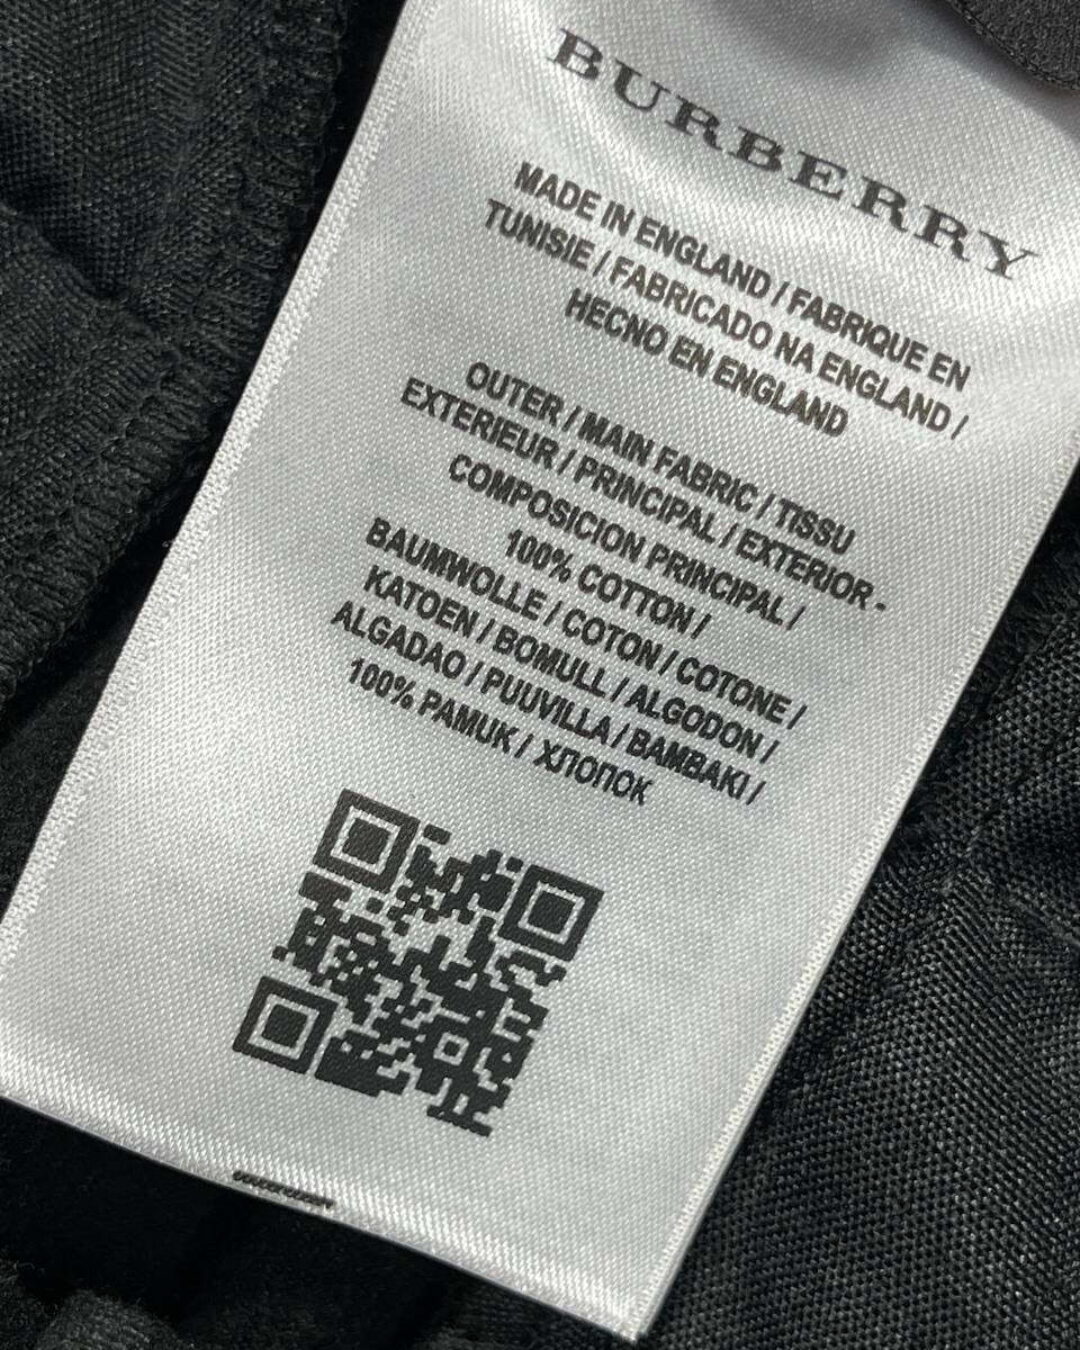 BURBERRY
MADE IN ENGLAND / FABRIQUE EN
TUNISIE / FABRICADO NA ENGLAND /
HECNO EN ENGLAND
OUTER / MAIN FABRIC / TISSU
EXTERIEUR / PRINCIPAL / EXTERIOR -
COMPOSICION PRINCIPAL /
100% COTTON /
BAUMWOLLE / COTON / COTONE /
KATOEN / BOMULL / ALGODON /
ALGADAO / PUUVILLA / BAMBAKI /
100% PAMUK / ХЛОПОК